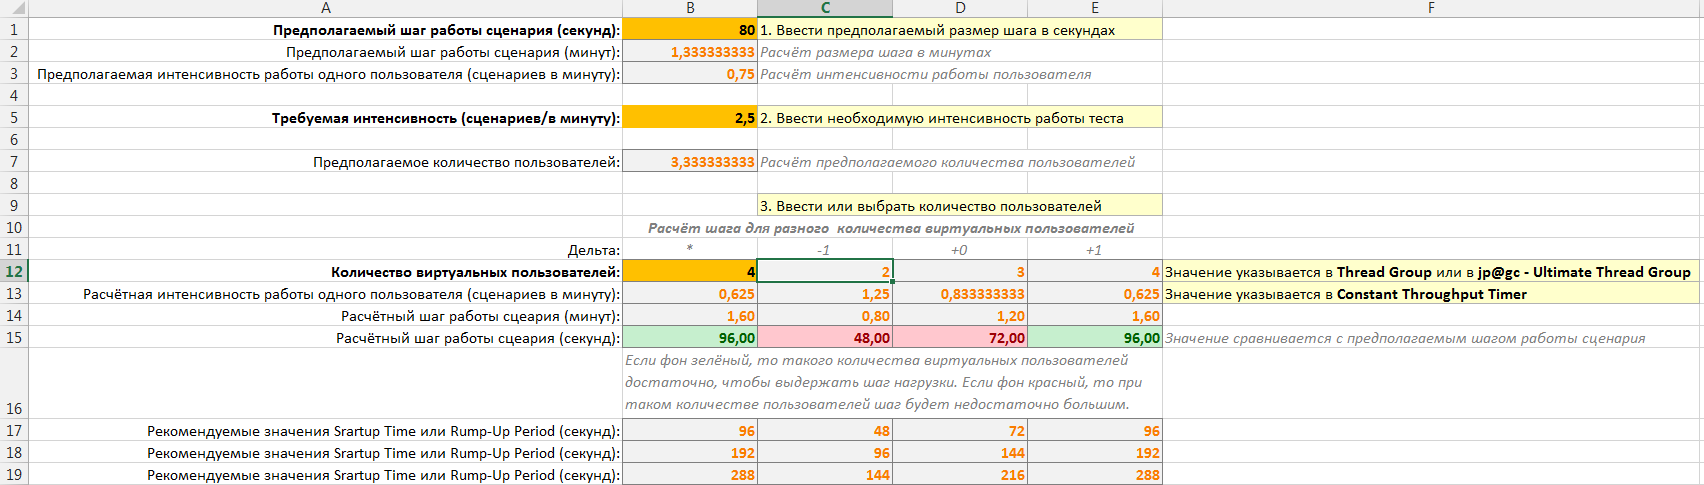 A B C D E F
1 Предполагаемый шаг работы сценария (секунд): 80 1. Ввести предполагаемый размер шага в секундах
2 Предполагаемый шаг работы сценария (минут): 1,333333333 Расчёт размера шага в минутах
3 Предполагаемая интенсивность работы одного пользователя (сценариев в минуту): 0,75 Расчёт интенсивности работы пользователя
4
5 Требуемая интенсивность (сценариев/в минуту): 2,5 2. Ввести необходимую интенсивность работы теста
6
7 Предполагаемое количество пользователей: 3,333333333 Расчёт предполагаемого количества пользователей
8
9 3. Ввести или выбрать количество пользователей
10 Расчёт шага для разного количества виртуальных пользователей
11 Дельта: * -1 +0 +1
12 Количество виртуальных пользователей: 4 2 3 4 Значение указывается в Thread Group или в jp@gc - Ultimate Thread Group
13 Расчётная интенсивность работы одного пользователя (сценариев в минуту): 0,625 1,25 0,833333333 0,625 Значение указывается в Constant Throughput Timer
14 Расчётный шаг работы сцеария (минут): 1,60 0,80 1,20 1,60
15 Расчётный шаг работы сцеария (секунд): 96,00 48,00 72,00 96,00 Значение сравнивается с предполагаемым шагом работы сценария
Если фон зелёный, то такого количества виртуальных пользователей
достаточно, чтобы выдержать шаг нагрузки. Если фон красный, то при
16 таком количестве пользователей шаг будет недостаточно большим.
17 Рекомендуемые значения Srartup Time или Rump-Up Period (секунд): 96 48 72 96
18 Рекомендуемые значения Srartup Time или Rump-Up Period (секунд): 192 96 144 192
19 Рекомендуемые значения Srartup Time или Rump-Up Period (секунд): 288 144 216 288